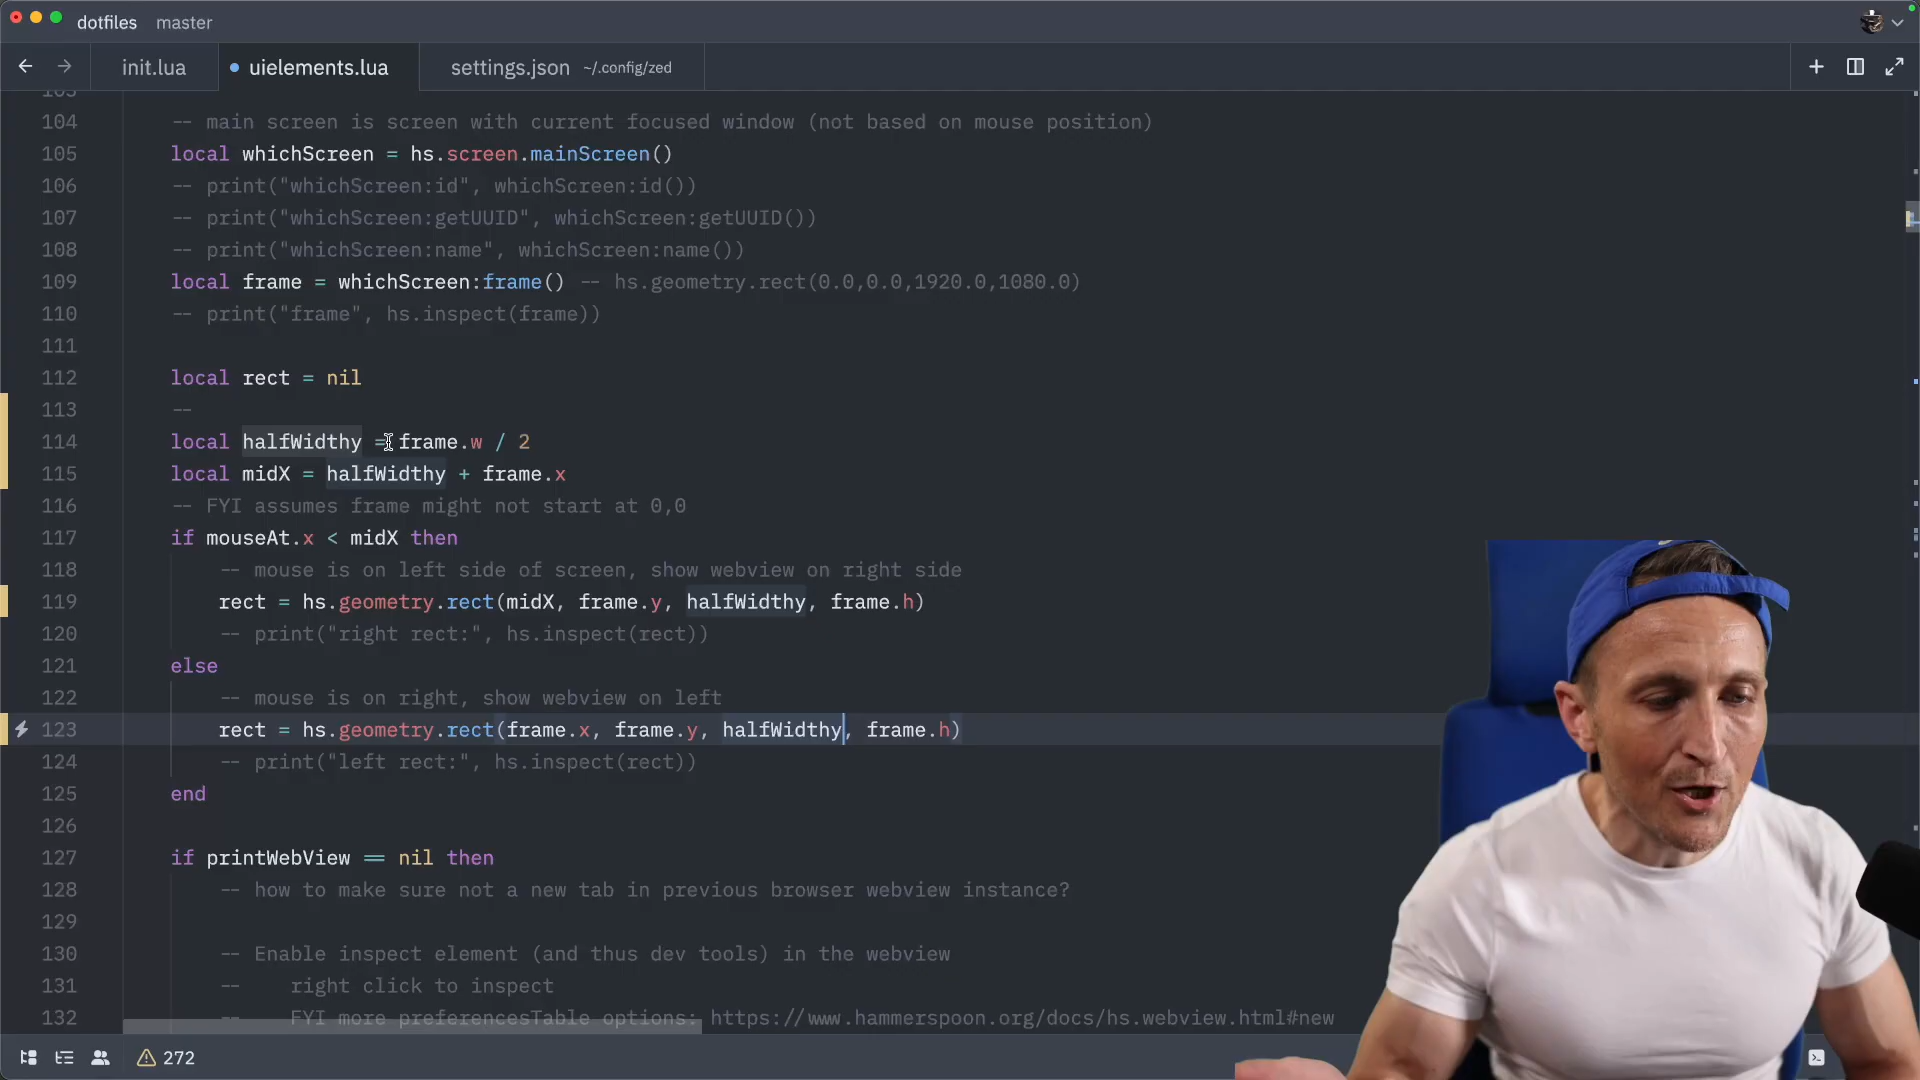 dotfiles master
init.lua uielements.lua settings.json ~/.config/zed
103
104 -- main screen is screen with current focused window (not based on mouse position)
105 local whichScreen = hs.screen.mainScreen()
106 -- print("whichScreen:id", whichScreen:id())
107 -- print("whichScreen:getUUID", whichScreen:getUUID())
108 -- print("whichScreen:name", whichScreen:name())
109 local frame = whichScreen:frame() -- hs.geometry.rect(0.0,0.0,1920.0,1080.0)
110 -- print("frame", hs.inspect(frame))
111
112 local rect = nil
113 --
114 local halfWidthy = frame.w / 2
115 local midX = halfWidthy + frame.x
116 -- FYI assumes frame might not start at 0,0
117 if mouseAt.x < midX then
118 -- mouse is on left side of screen, show webview on right side
119 rect = hs.geometry.rect(midX, frame.y, halfWidthy, frame.h)
120 -- print("right rect:", hs.inspect(rect))
121 else
122 -- mouse is on right, show webview on left
123 rect = hs.geometry.rect(frame.x, frame.y, halfWidthy, frame.h)
124 -- print("left rect:", hs.inspect(rect))
125 end
126
127 if printWebView == nil then
128 -- how to make sure not a new tab in previous browser webview instance?
129
130 -- Enable inspect element (and thus dev tools) in the webview
131 -- right click to inspect
132 -- FYI more preferencesTable options: https://www.hammerspoon.org/docs/hs.webview.html#new
272